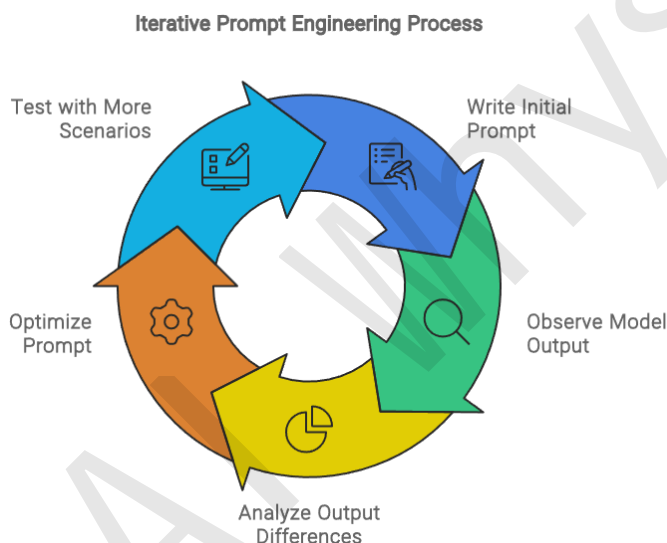 Iterative Prompt Engineering Process
Test with More
Scenarios
Write Initial
Prompt
Optimize
Prompt
Observe Model
Output
Analyze Output
Differences